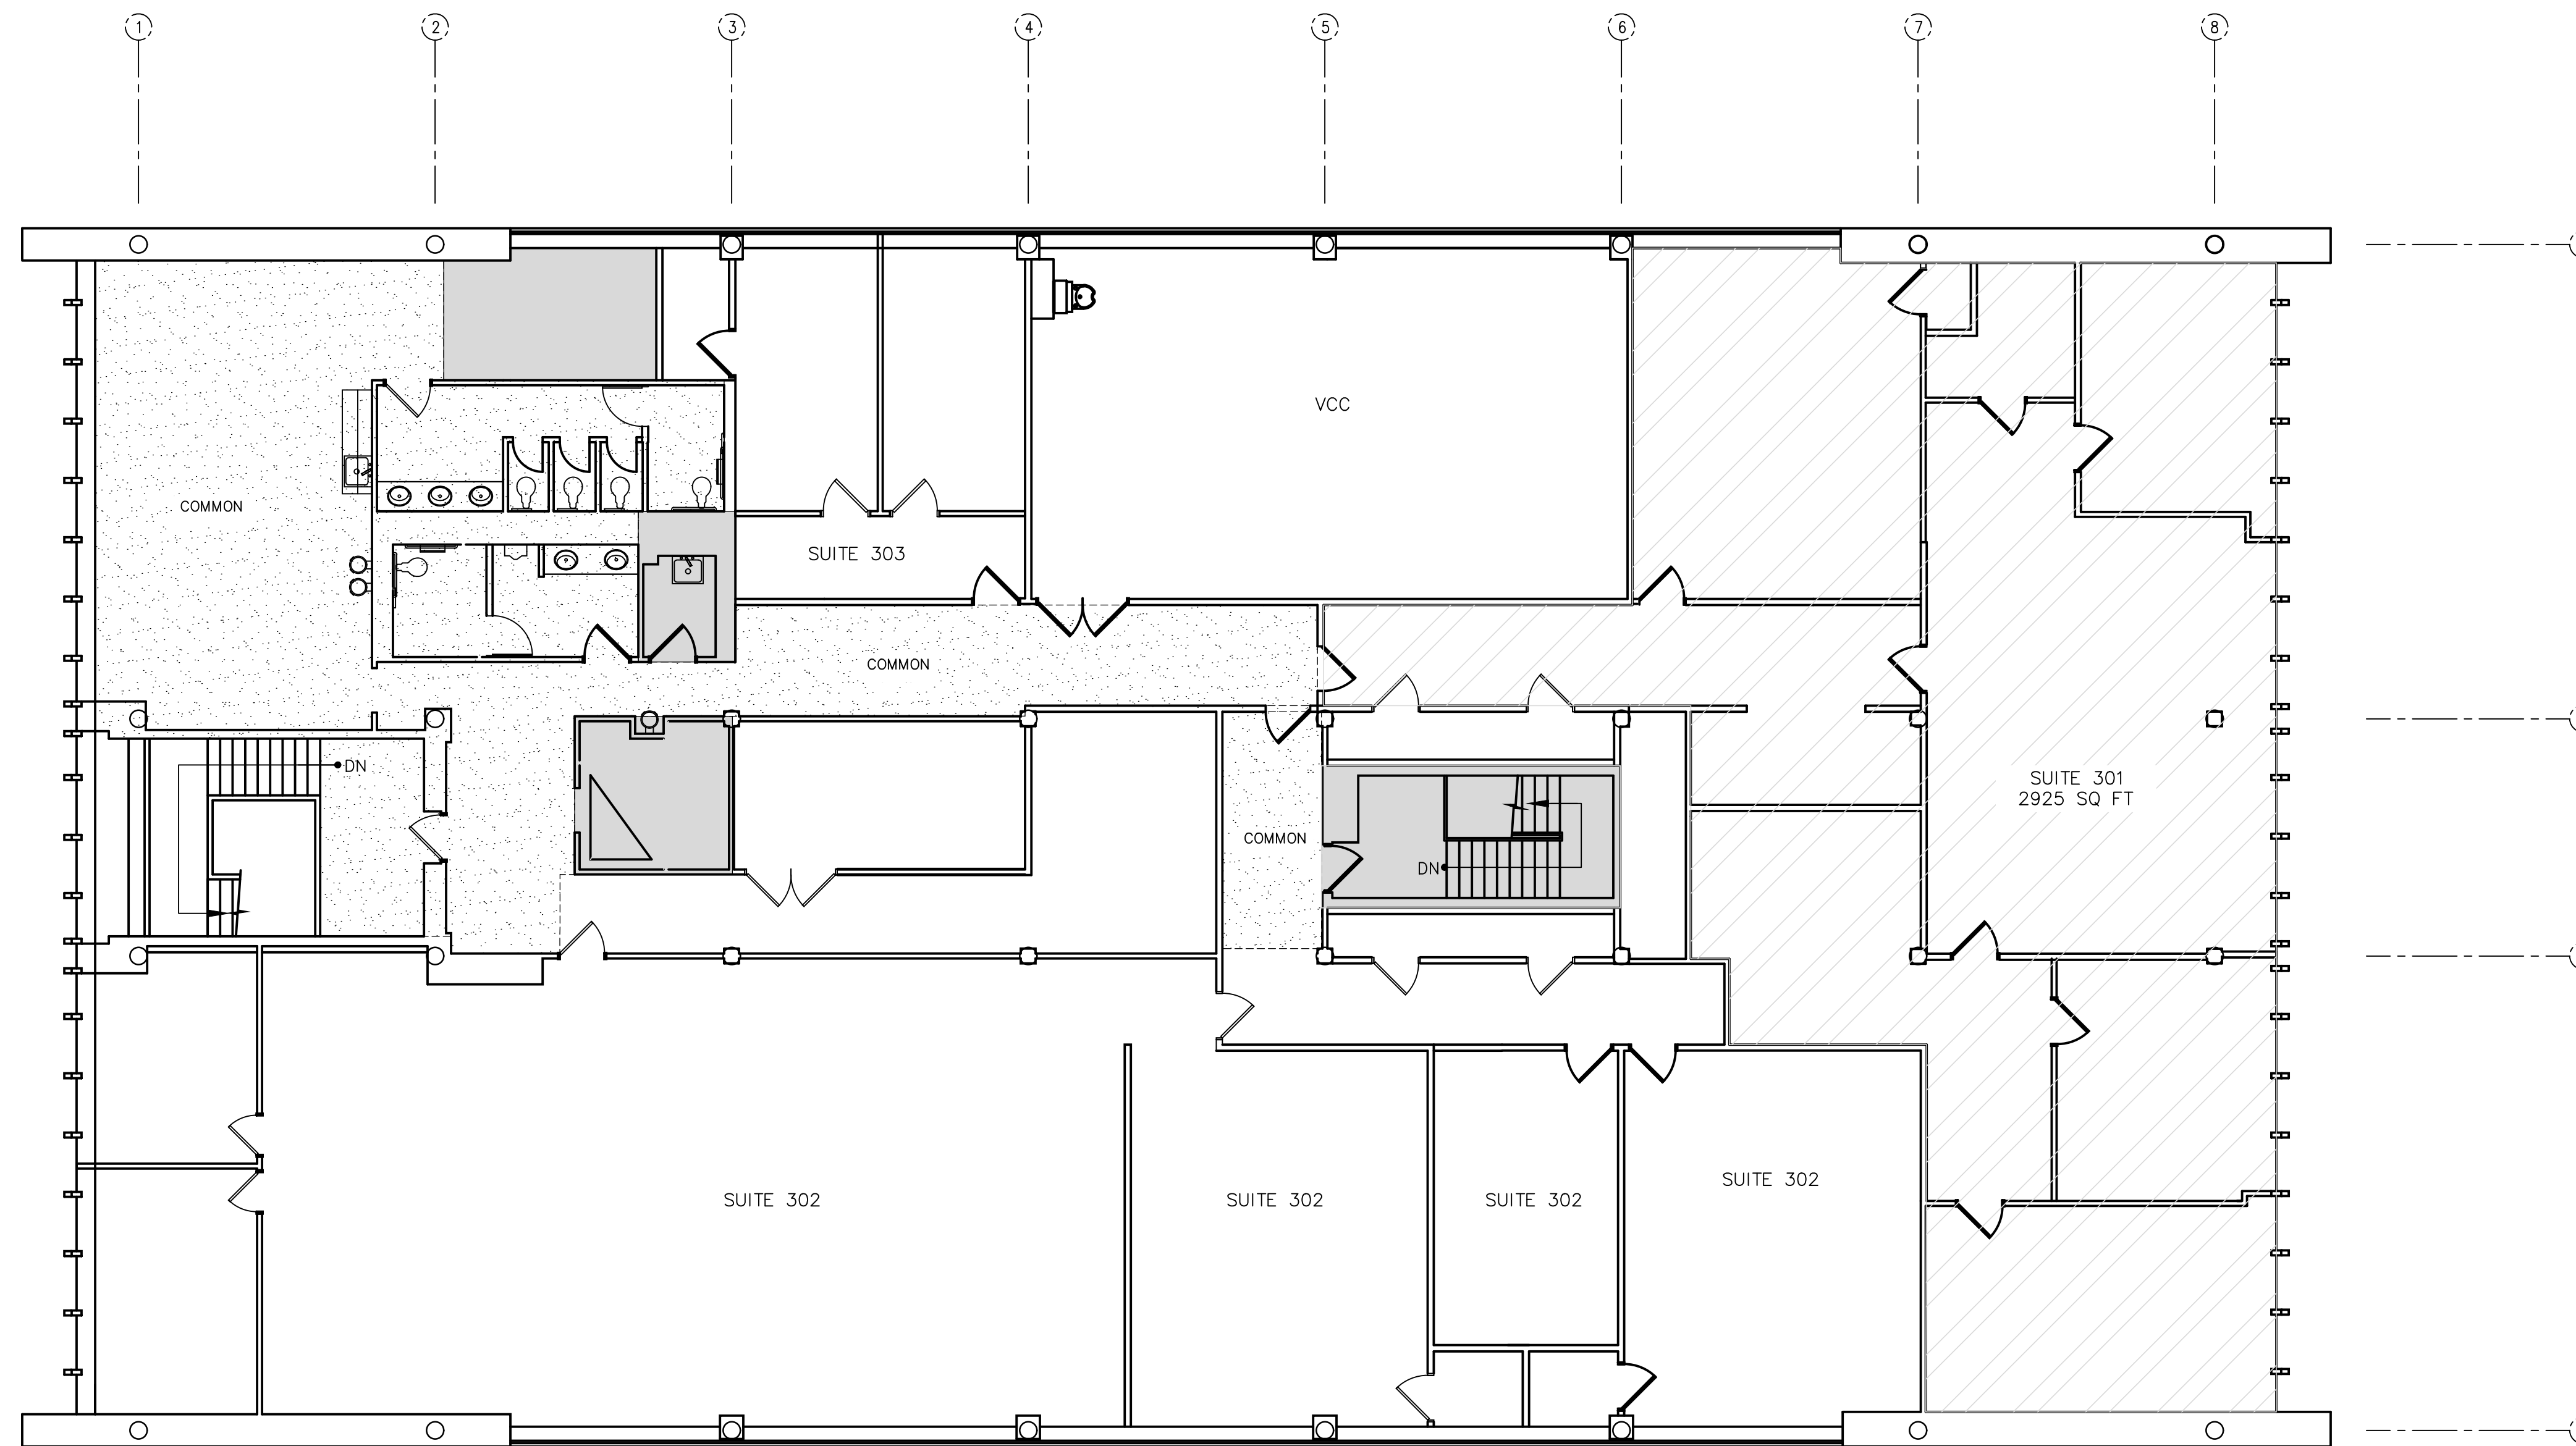 1 2 3 4 5 6 7 8
VCC
COMMON
SUITE 303
COMMON
DN
SUITE 301
2925 SQ FT
COMMON
DN
SUITE 302
SUITE 302
SUITE 302
SUITE 302